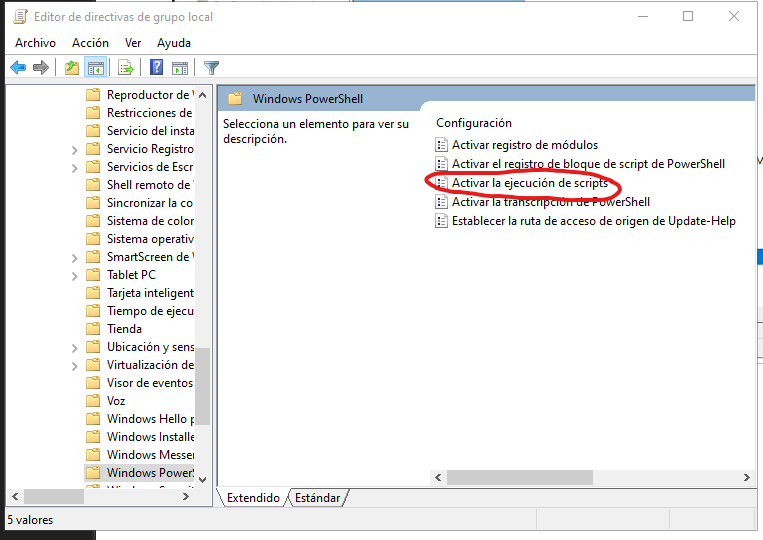 Editor de directivas de grupo local
Archivo Acción Ver Ayuda
Reproductor de
Restricciones de
Servicio del insta
Servicio Registro
Servicios de Escr
Shell remoto de
Sincronizar la co
Sistema de color
Sistema operativ
SmartScreen de
Tablet PC
Tarjeta inteligent
Tiempo de ejecu
Tienda
Ubicación y sens
Virtualización de
Visor de eventos
Voz
Windows Hello p
Windows Installe
Windows Messen
Windows PowerS
Windows PowerShell
Selecciona un elemento para ver su
descripción.
Configuración
Activar registro de módulos
Activar el registro de bloque de script de PowerShell
Activar la ejecución de scripts
Activar la transcripción de PowerShell
Establecer la ruta de acceso de origen de Update-Help
Extendido Estándar
5 valores